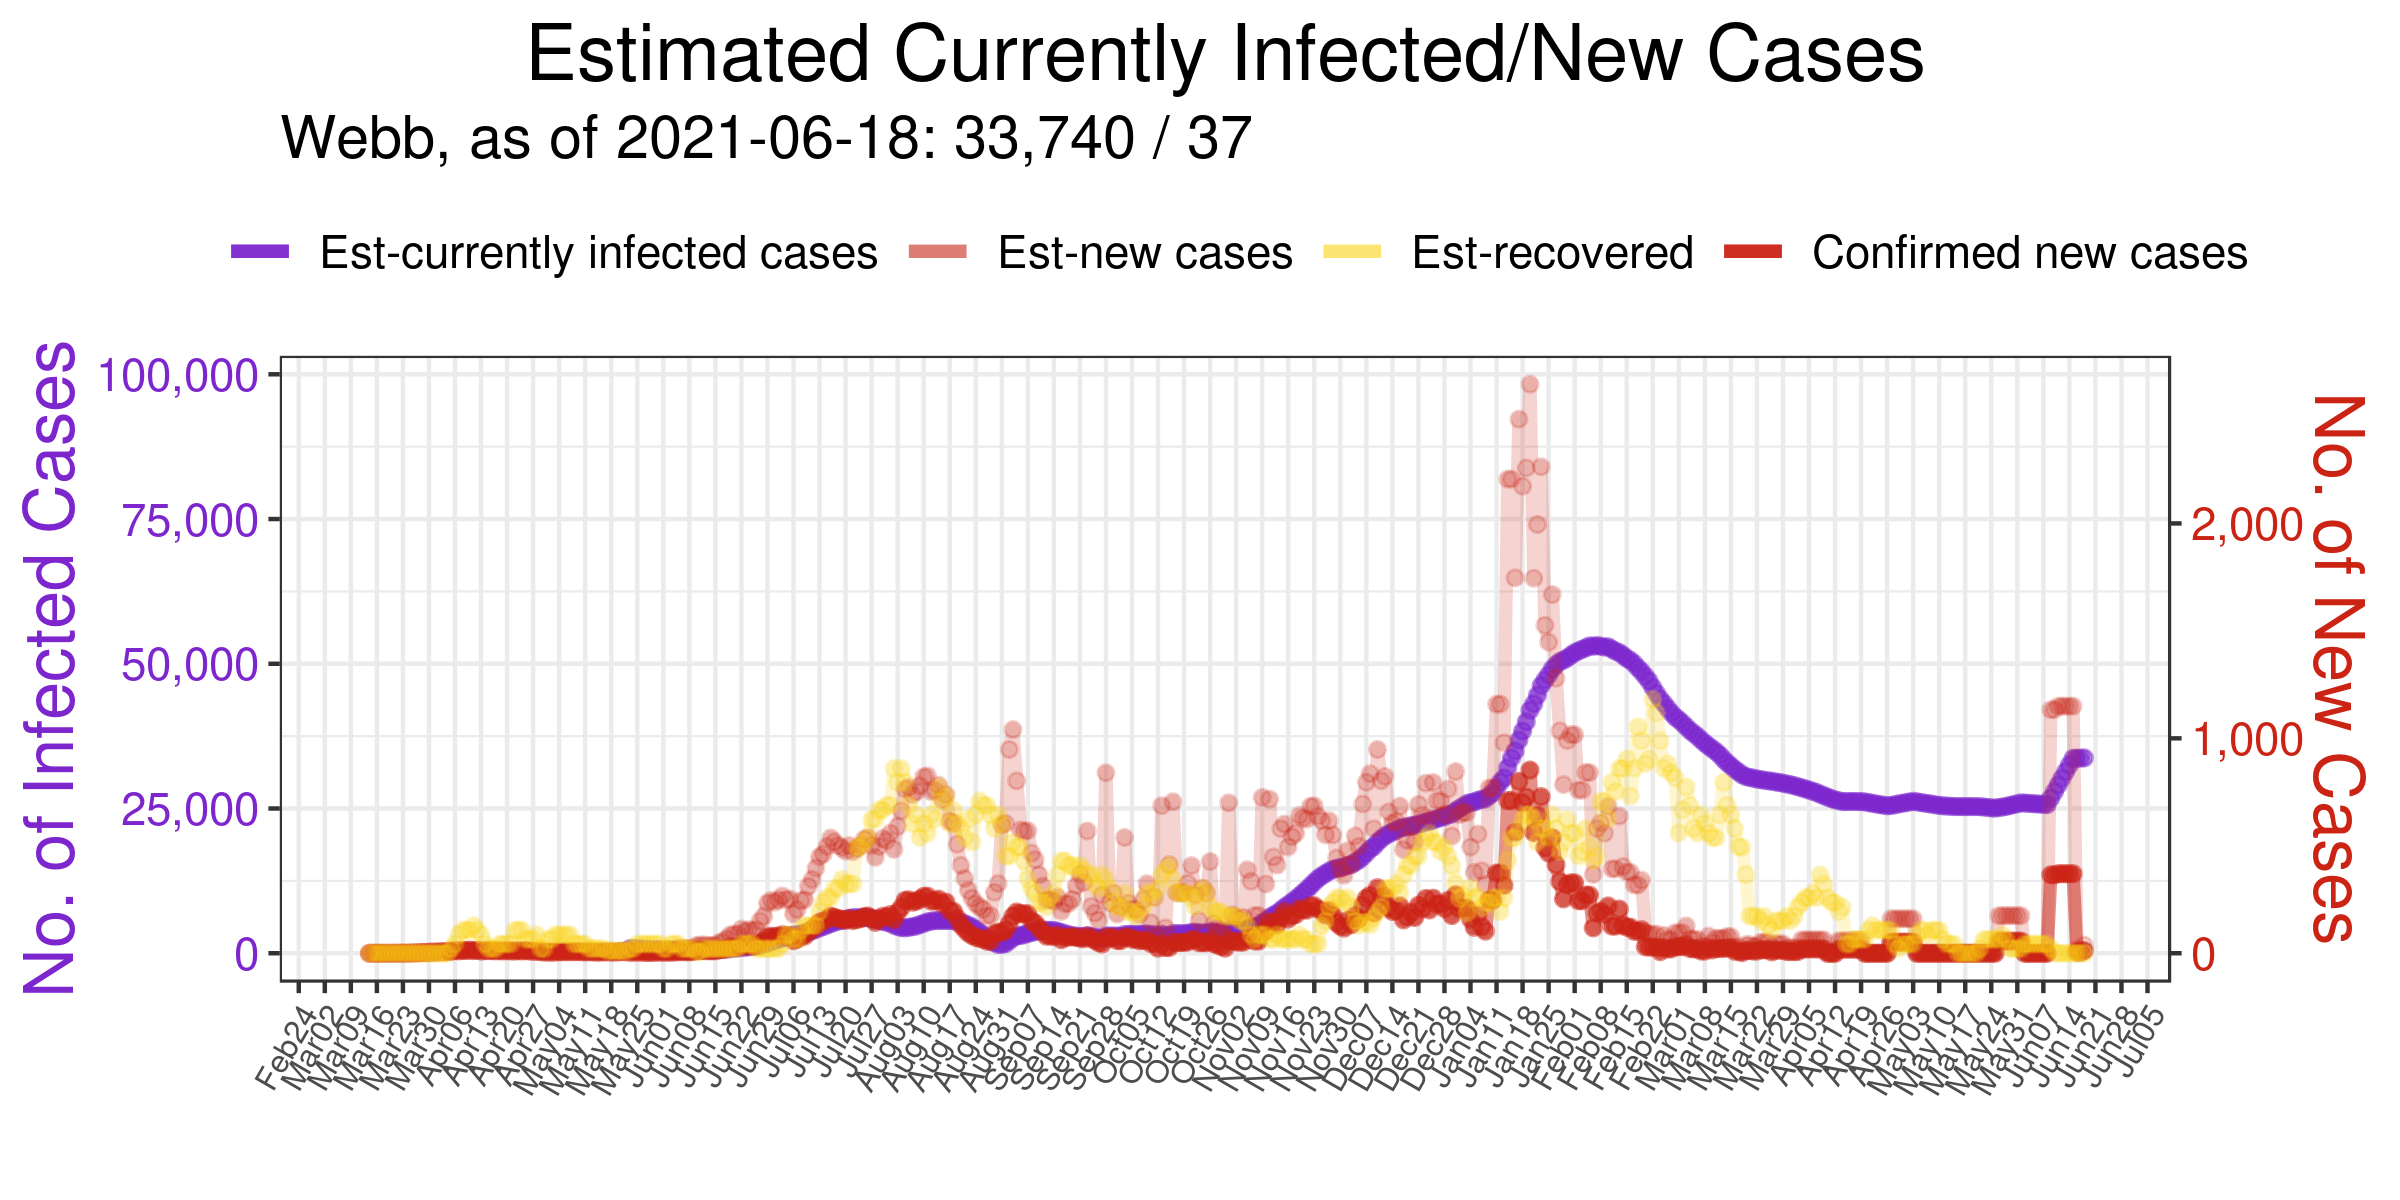 Estimated Currently Infected/New Cases
Webb, as of 2021-06-18: 33,740 / 37
Est-currently infected cases Est-new cases Est-recovered Confirmed new cases
No. of Infected Cases
100,000
75,000
50,000
25,000
0
No. of New Cases
2,000
1,000
0
Feb24 Mar02 Mar09 Mar16 Mar23 Mar30 Apr06 Apr13 Apr20 Apr27 May04 May11 May18 May25 Jun01 Jun08 Jun15 Jun22 Jun29 Jul06 Jul13 Jul20 Jul27 Aug03 Aug10 Aug17 Aug24 Aug31 Sep07 Sep14 Sep21 Sep28 Oct05 Oct12 Oct19 Oct26 Nov02 Nov09 Nov16 Nov23 Nov30 Dec07 Dec14 Dec21 Dec28 Jan04 Jan11 Jan18 Jan25 Feb01 Feb08 Feb15 Feb22 Mar01 Mar08 Mar15 Mar22 Mar29 Apr05 Apr12 Apr19 Apr26 May03 May10 May17 May24 May31 Jun07 Jun14 Jun21 Jun28 Jul05